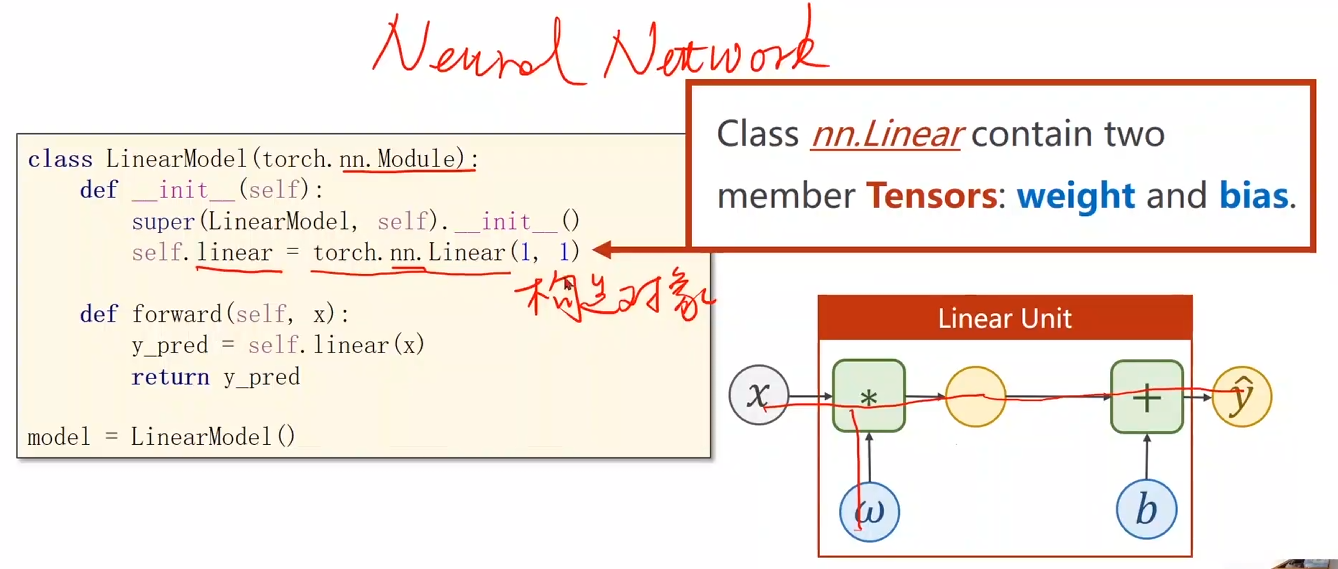 Neural Network
Class nn.Linear contain two
member Tensors: weight and bias.
class LinearModel(torch.nn.Module):
    def __init__(self):
        super(LinearModel, self).__init__()
        self.linear = torch.nn.Linear(1, 1)
构造对象
    def forward(self, x):
        y_pred = self.linear(x)
        return y_pred
model = LinearModel()
Linear Unit
x * + ŷ
ω b